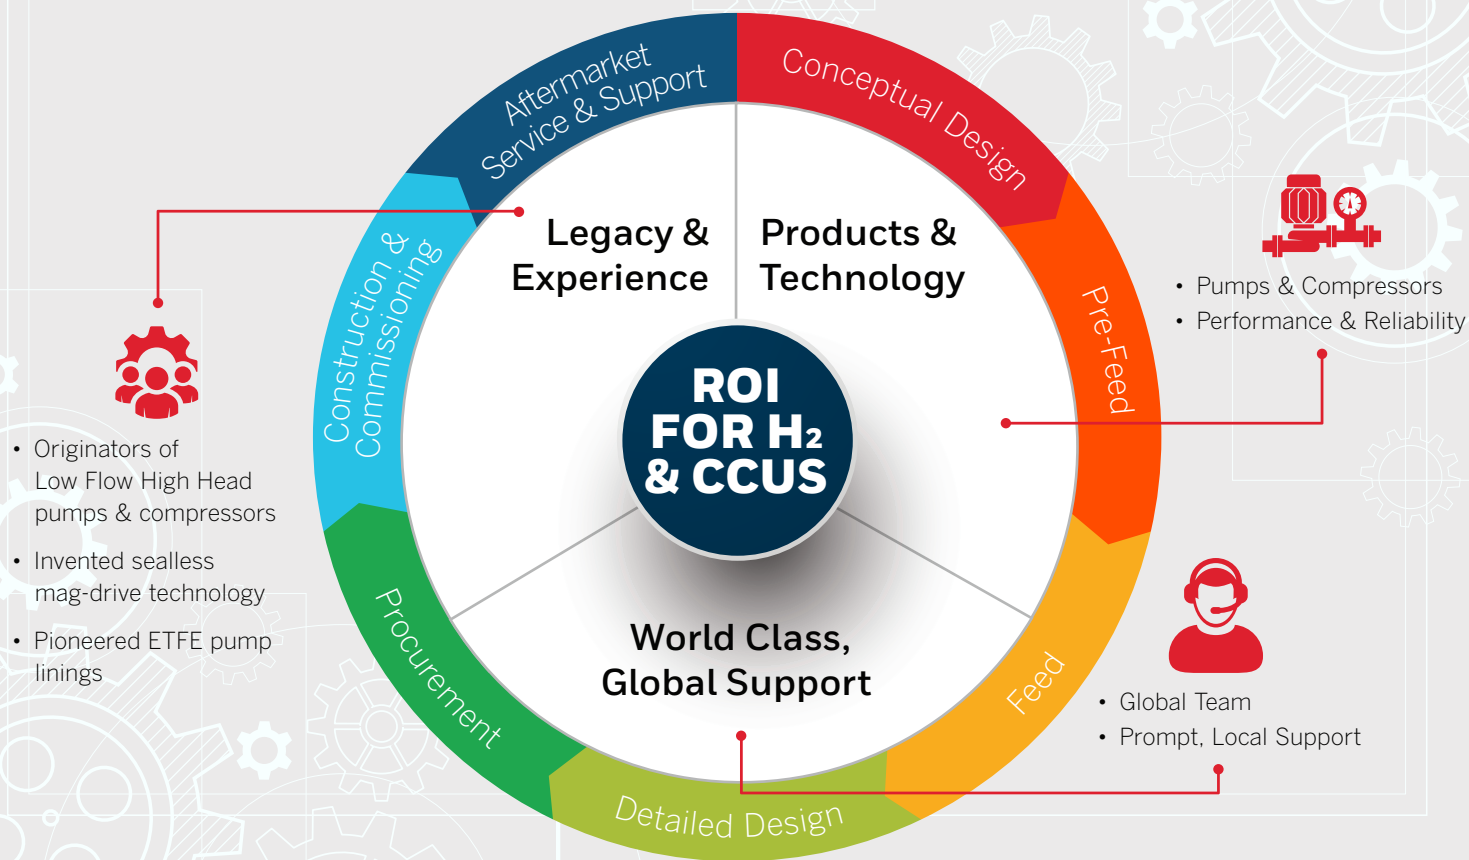 Aftermarket
Service & Support
Conceptual Design
Pre-Feed
Feed
Detailed Design
Procurement
Construction &
Commissioning
Legacy &
Experience
Products &
Technology
World Class,
Global Support
ROI
FOR H₂
& CCUS
• Originators of
Low Flow High Head
pumps & compressors
• Invented sealless
mag-drive technology
• Pioneered ETFE pump
linings
• Pumps & Compressors
• Performance & Reliability
• Global Team
• Prompt, Local Support